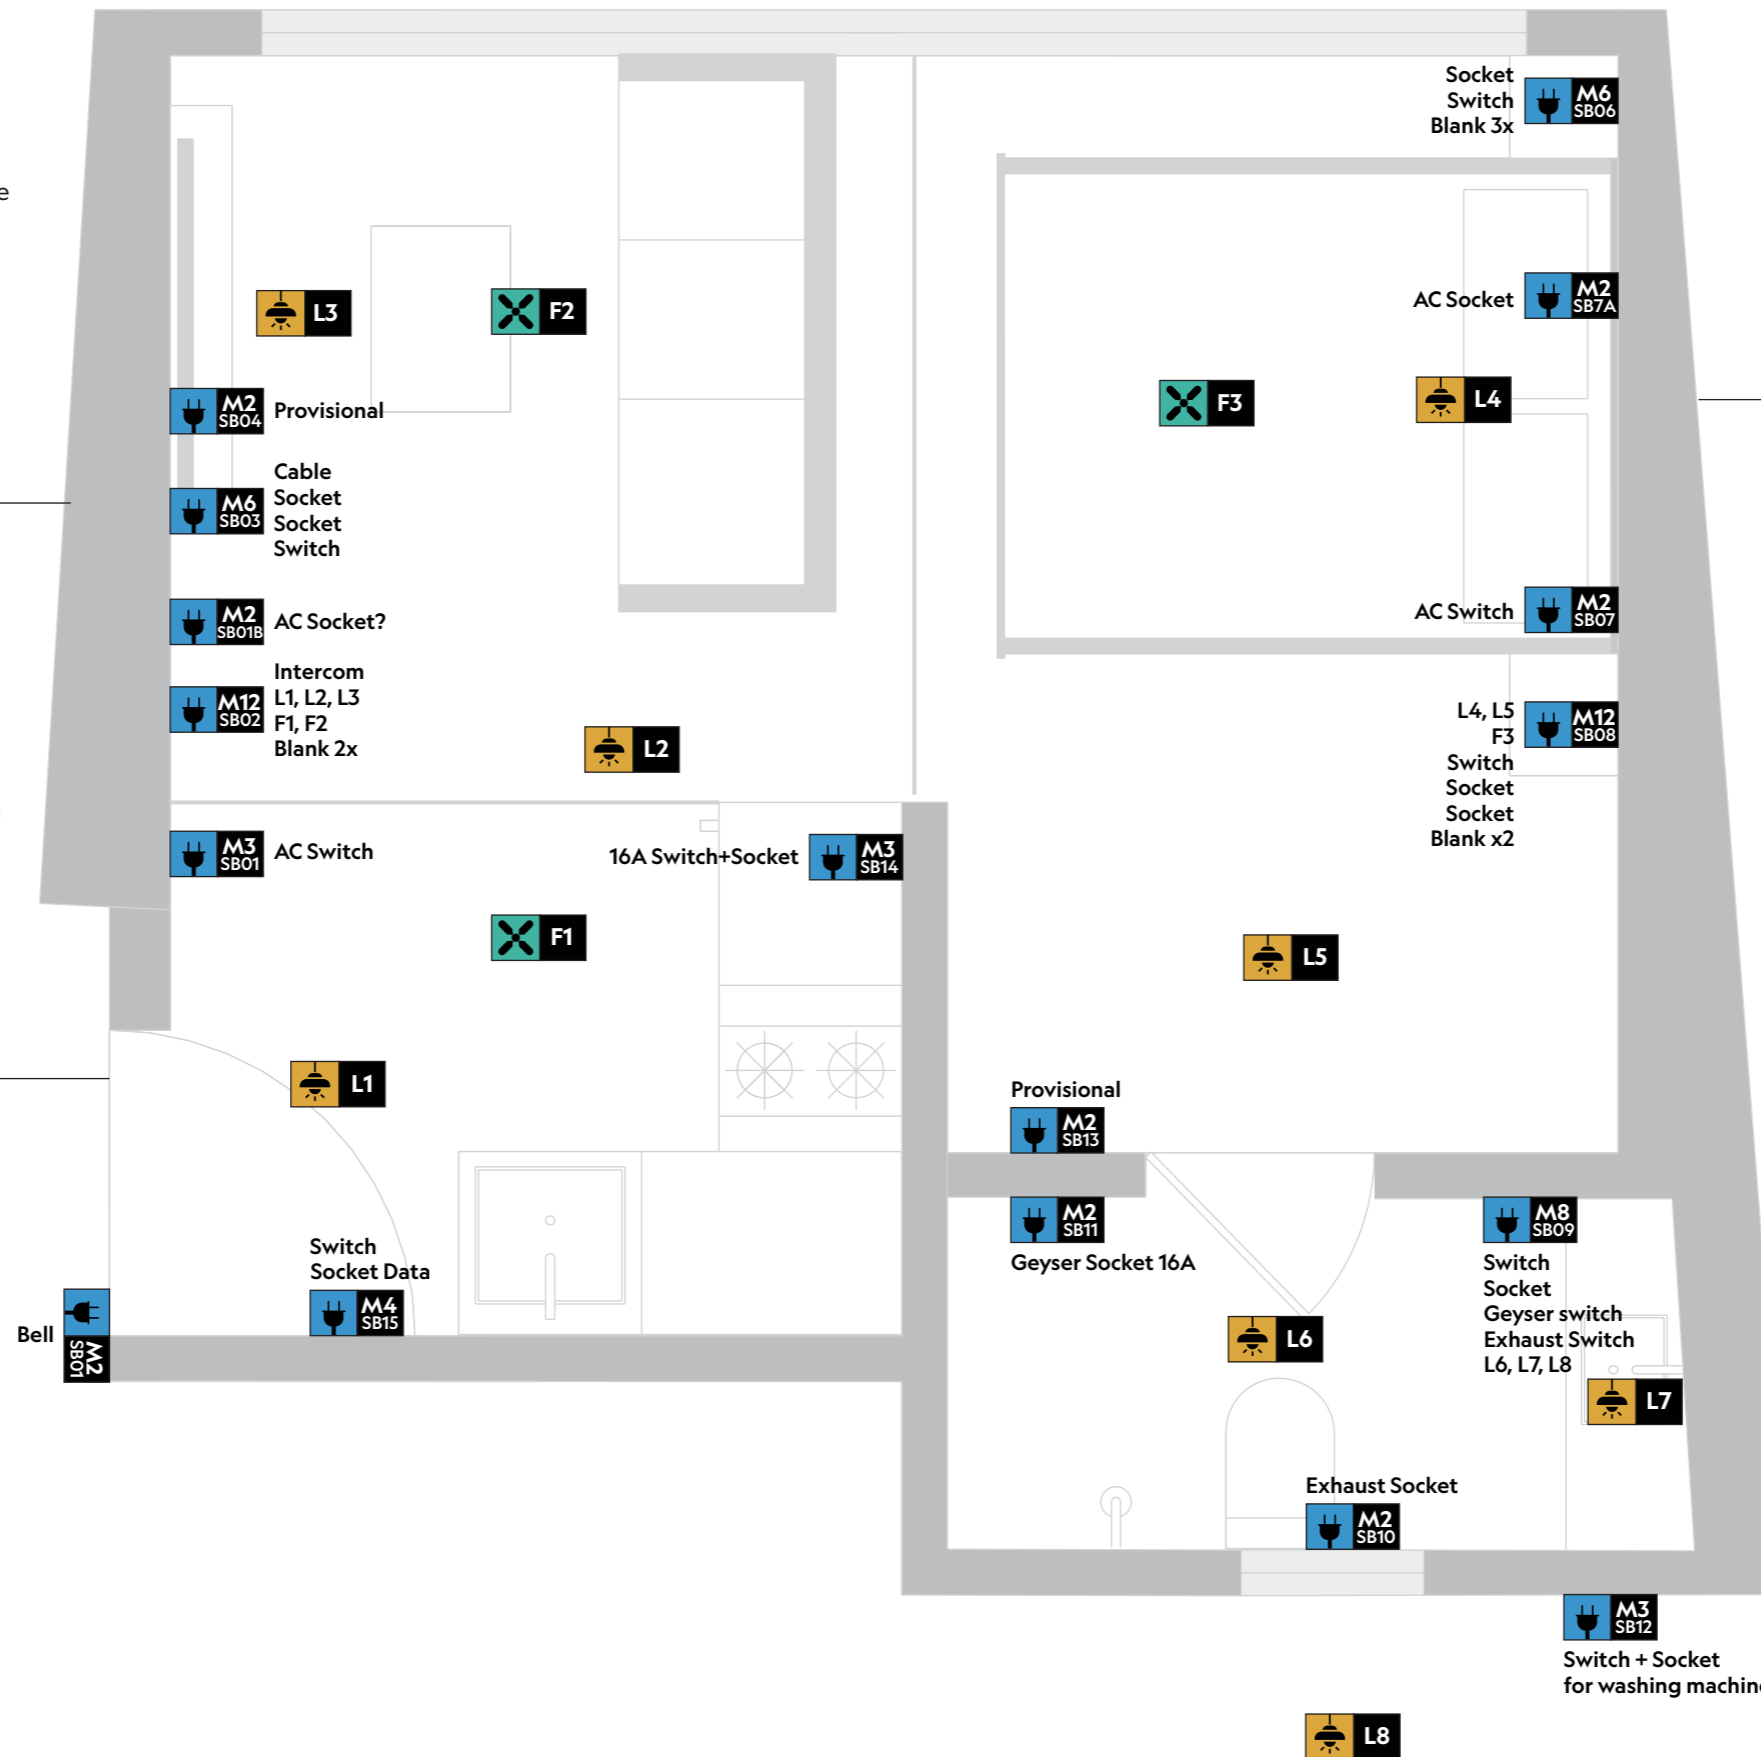 Socket
Switch
Blank 3x
M6
SB06
e
AC Socket
M2
SB7A
L3
F2
F3
L4
M2
SB04
Provisional
M6
SB03
Cable
Socket
Socket
Switch
M2
SB01B
AC Socket?
AC Switch
M2
SB07
M12
SB02
Intercom
L1, L2, L3
F1, F2
Blank 2x
L2
L4, L5
F3
Switch
Socket
Socket
Blank x2
M12
SB08
M3
SB01
AC Switch
16A Switch+Socket
M3
SB14
F1
L5
L1
Provisional
M2
SB13
M2
SB11
Geyser Socket 16A
M8
SB09
Switch
Socket
Geyser switch
Exhaust Switch
L6, L7, L8
Switch
Socket Data
M4
SB15
Bell
M2
SB01
L6
L7
Exhaust Socket
M2
SB10
M3
SB12
Switch + Socket
for washing machine
L8